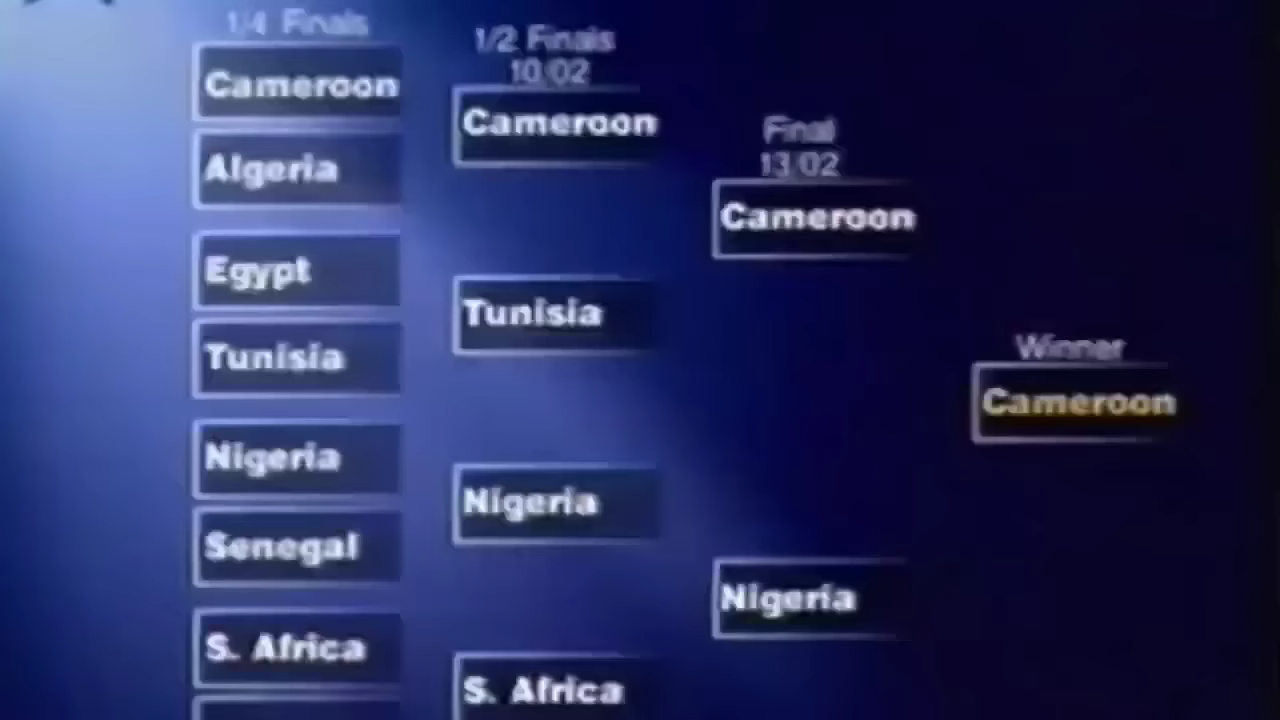 1/4 Finals
Cameroon
Algeria
Egypt
Tunisia
Nigeria
Senegal
S. Africa
1/2 Finals
10/02
Cameroon
Tunisia
Nigeria
S. Africa
Final
13/02
Cameroon
Nigeria
Winner
Cameroon